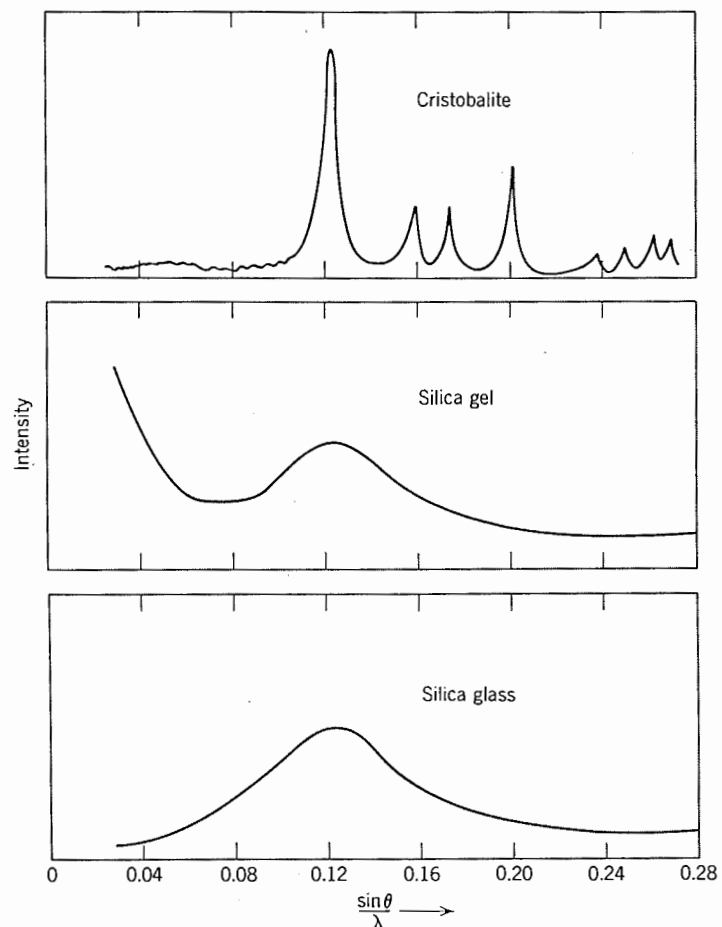 Cristobalite
Silica gel
Intensity
Silica glass
0 0.04 0.08 0.12 0.16 0.20 0.24 0.28
sin θ
λ